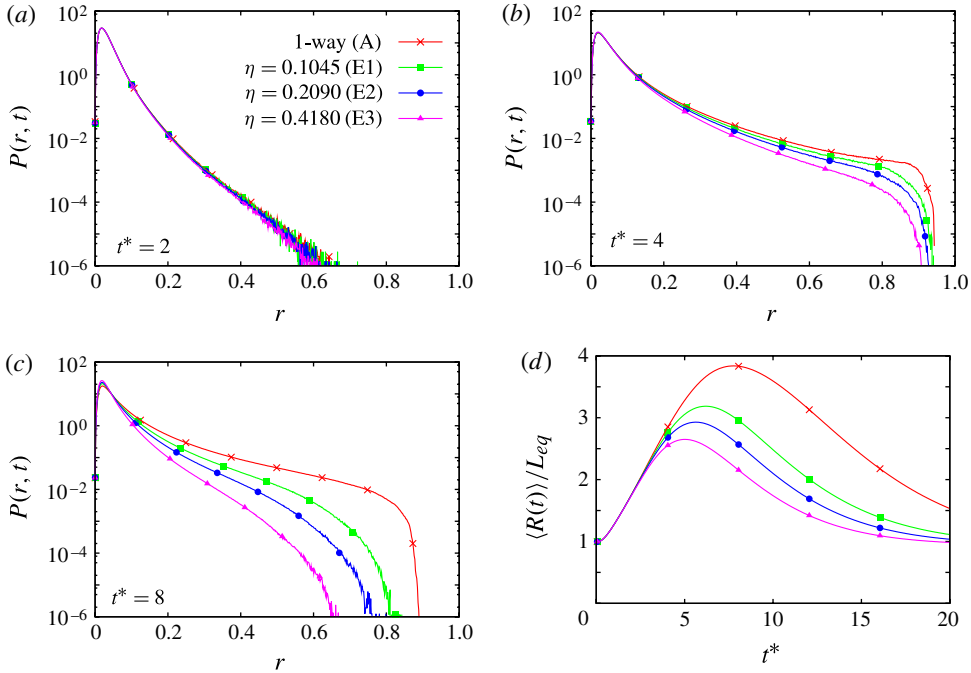 (a)
10²
10⁰
10⁻²
10⁻⁴
10⁻⁶
P(r, t)
1-way (A)
η = 0.1045 (E1)
η = 0.2090 (E2)
η = 0.4180 (E3)
t* = 2
0 0.2 0.4 0.6 0.8 1.0
r
(b)
10²
10⁰
10⁻²
10⁻⁴
10⁻⁶
P(r, t)
t* = 4
0 0.2 0.4 0.6 0.8 1.0
r
(c)
10²
10⁰
10⁻²
10⁻⁴
10⁻⁶
P(r, t)
t* = 8
0 0.2 0.4 0.6 0.8 1.0
r
(d)
4
3
2
1
0
⟨R(t)⟩/L_eq
0 5 10 15 20
t*